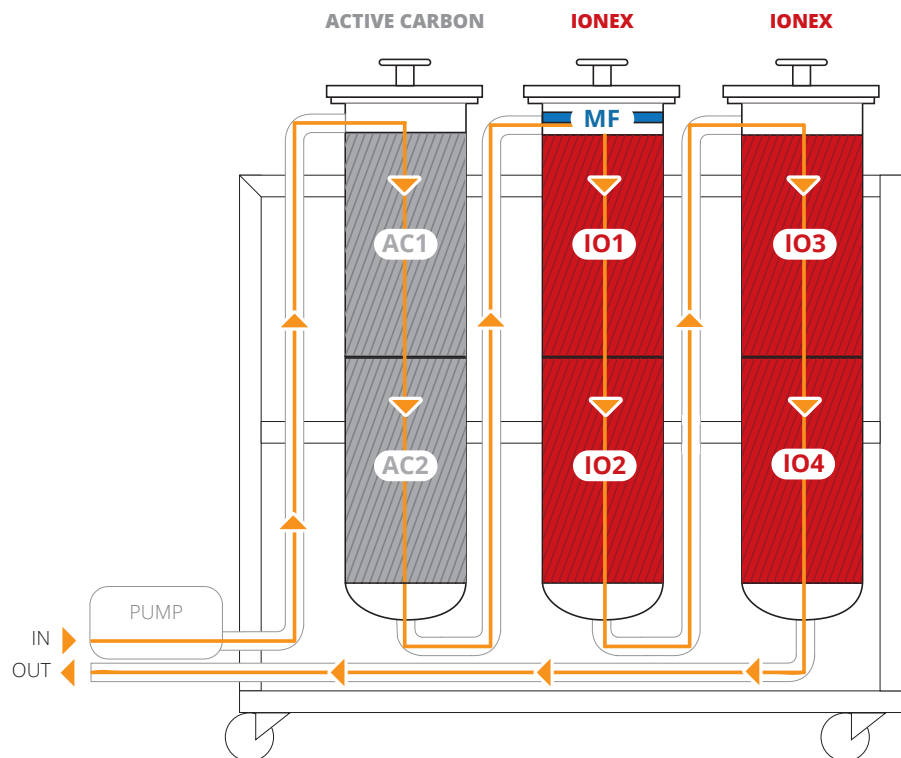 ACTIVE CARBON
IONEX
IONEX
MF
AC1
IO1
IO3
AC2
IO2
IO4
PUMP
IN
OUT